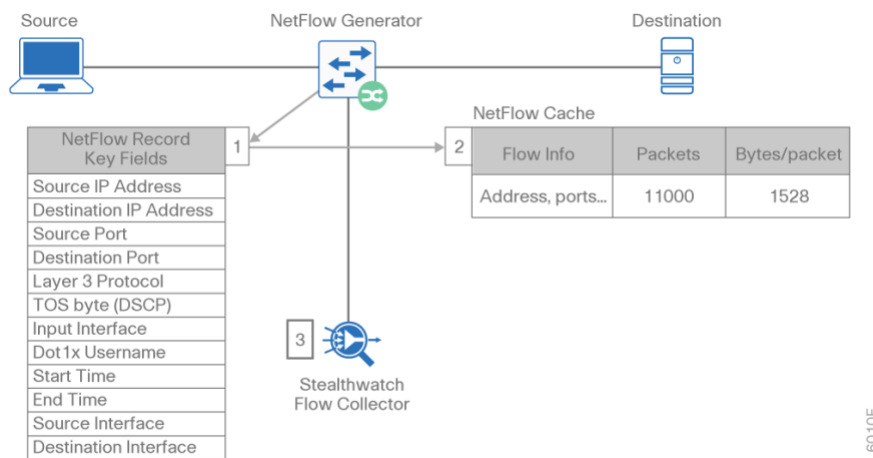 Source
NetFlow Generator
Destination
NetFlow Cache
NetFlow Record
Key Fields
1
2
Flow Info
Packets
Bytes/packet
Source IP Address
Destination IP Address
Source Port
Destination Port
Layer 3 Protocol
TOS byte (DSCP)
Input Interface
Dot1x Username
Start Time
End Time
Source Interface
Destination Interface
Address, ports...
11000
1528
3
Stealthwatch
Flow Collector